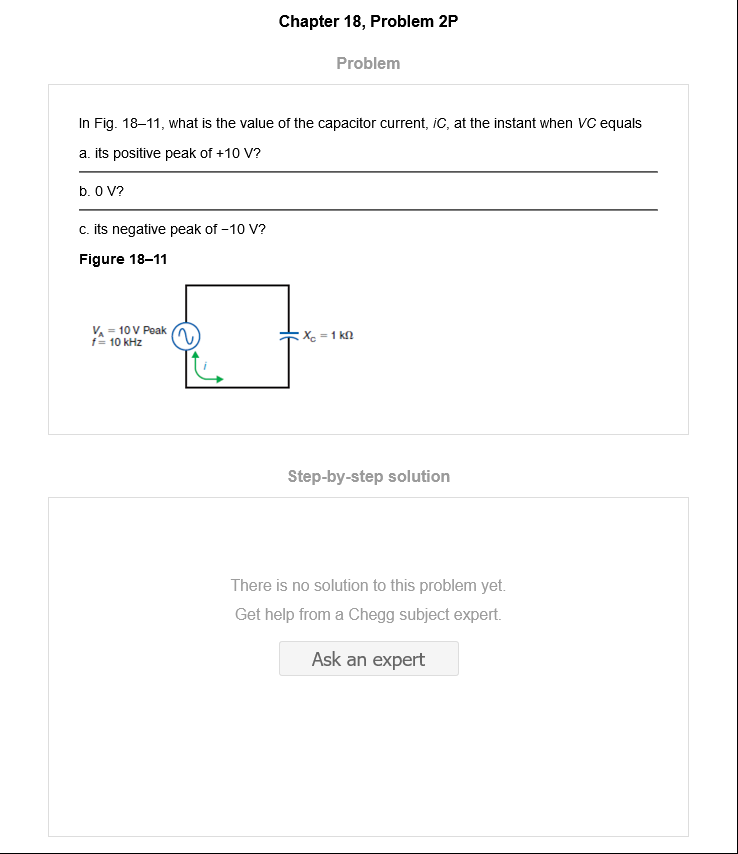 Chapter 18, Problem 2P
Problem
In Fig. 18–11, what is the value of the capacitor current, iC, at the instant when VC equals
a. its positive peak of +10 V?
b. 0 V?
c. its negative peak of −10 V?
Figure 18–11
VA = 10 V Peak
f = 10 kHz
XC = 1 kΩ
i
Step-by-step solution
There is no solution to this problem yet.
Get help from a Chegg subject expert.
Ask an expert